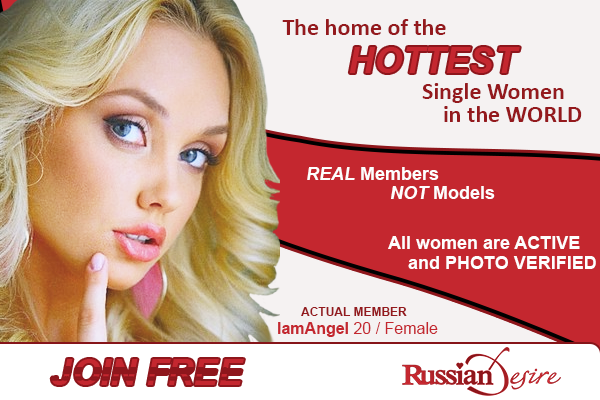 The home of the
HOTTEST
Single Women
in the WORLD
REAL Members
NOT Models
All women are ACTIVE
and PHOTO VERIFIED
ACTUAL MEMBER
IamAngel 20 / Female
JOIN FREE
Russian Desire